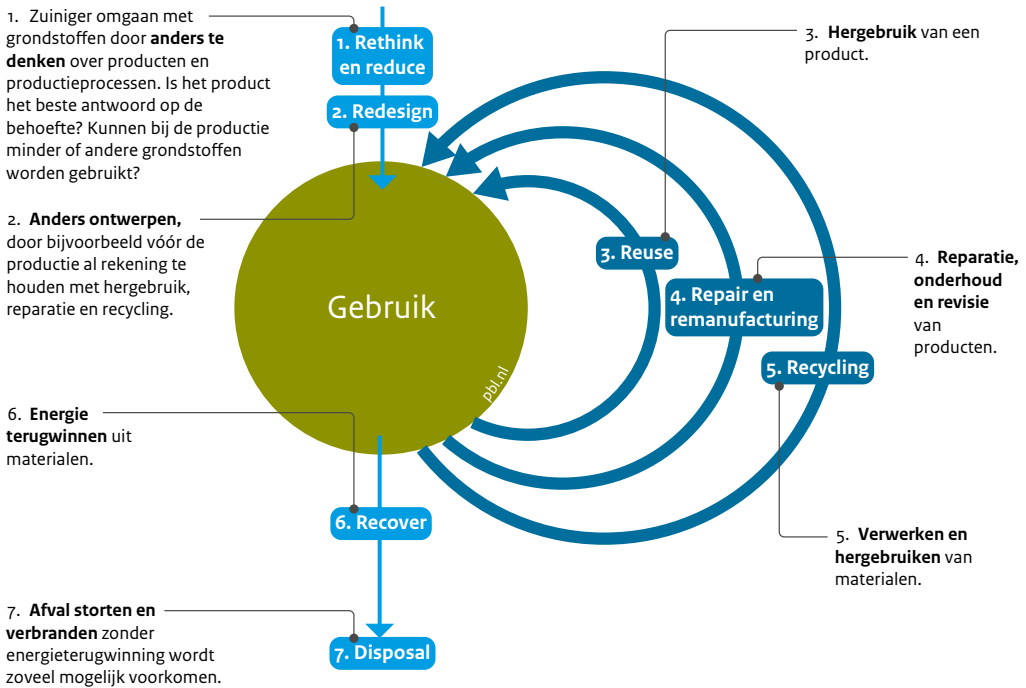 1. Zuiniger omgaan met
grondstoffen door anders te
denken over producten en
productieprocessen. Is het product
het beste antwoord op de
behoefte? Kunnen bij de productie
minder of andere grondstoffen
worden gebruikt?
2. Anders ontwerpen,
door bijvoorbeeld vóór de
productie al rekening te
houden met hergebruik,
reparatie en recycling.
6. Energie
terugwinnen uit
materialen.
7. Afval storten en
verbranden zonder
energieterugwinning wordt
zoveel mogelijk voorkomen.
1. Rethink
en reduce
2. Redesign
Gebruik
pbl.nl
6. Recover
7. Disposal
3. Reuse
4. Repair en
remanufacturing
5. Recycling
3. Hergebruik van een
product.
4. Reparatie,
onderhoud
en revisie
van
producten.
5. Verwerken en
hergebruiken van
materialen.